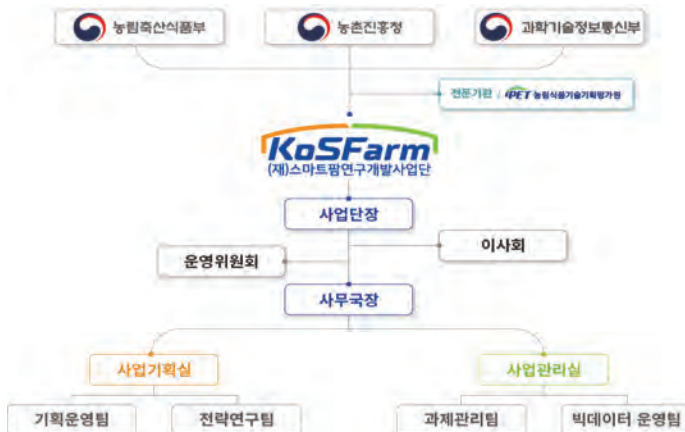 농림축산식품부
농촌진흥청
과학기술정보통신부
전문기관 : iPET 농림식품기술기획평가원
KoSFarm
(재)스마트팜연구개발사업단
사업단장
이사회
운영위원회
사무국장
사업기획실
사업관리실
기획운영팀
전략연구팀
과제관리팀
빅데이터 운영팀